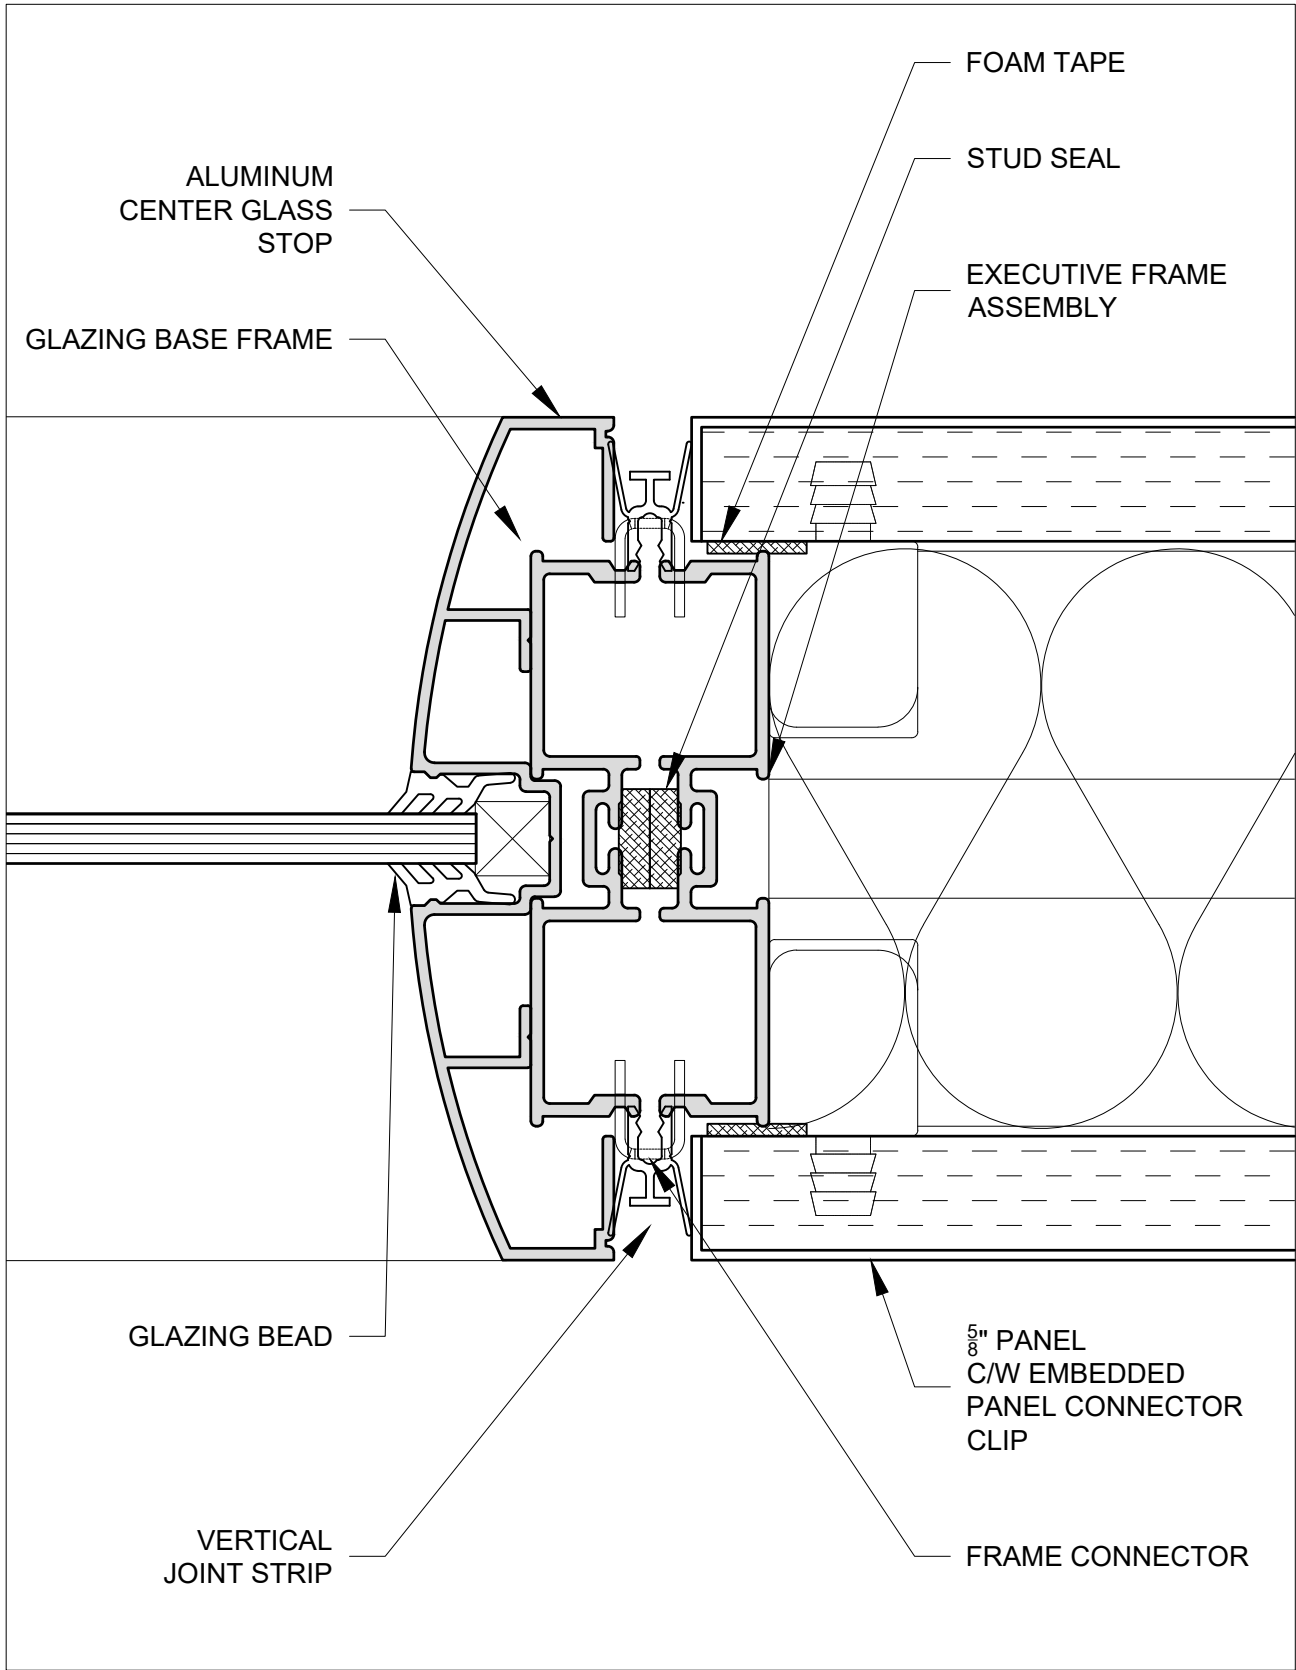 FOAM TAPE
STUD SEAL
ALUMINUM
CENTER GLASS
STOP
EXECUTIVE FRAME
ASSEMBLY
GLAZING BASE FRAME
GLAZING BEAD
5/8" PANEL
C/W EMBEDDED
PANEL CONNECTOR
CLIP
VERTICAL
JOINT STRIP
FRAME CONNECTOR